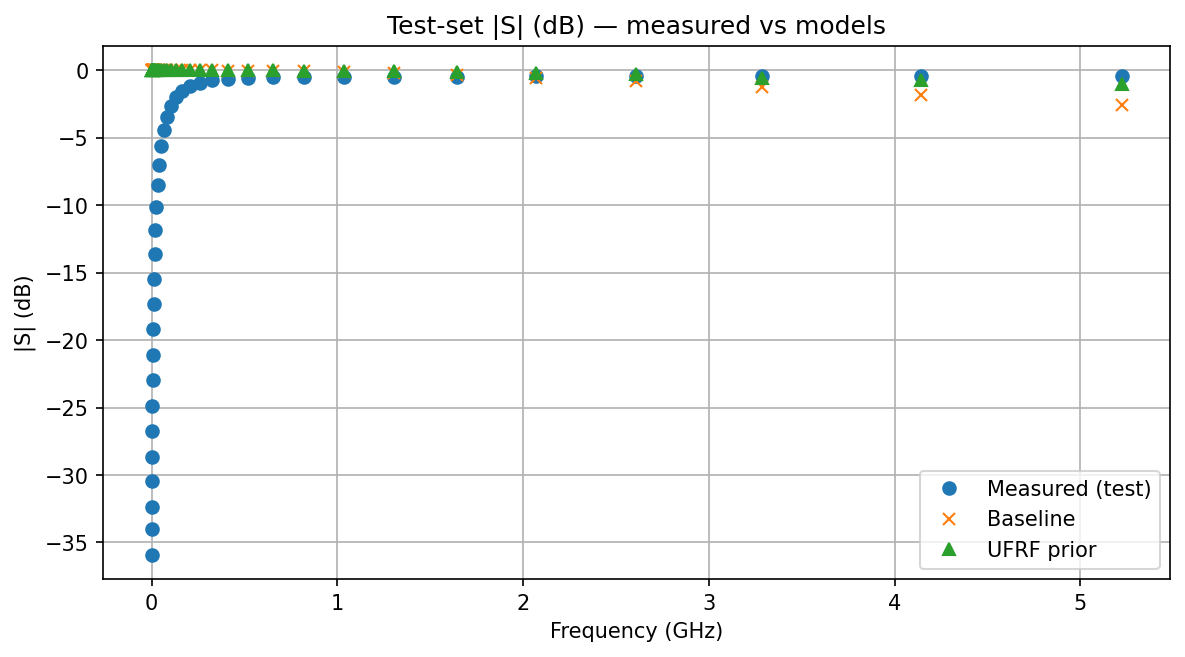 Test-set |S| (dB) — measured vs models
|S| (dB)
0
−5
−10
−15
−20
−25
−30
−35
0 1 2 3 4 5
Frequency (GHz)
Measured (test)
Baseline
UFRF prior